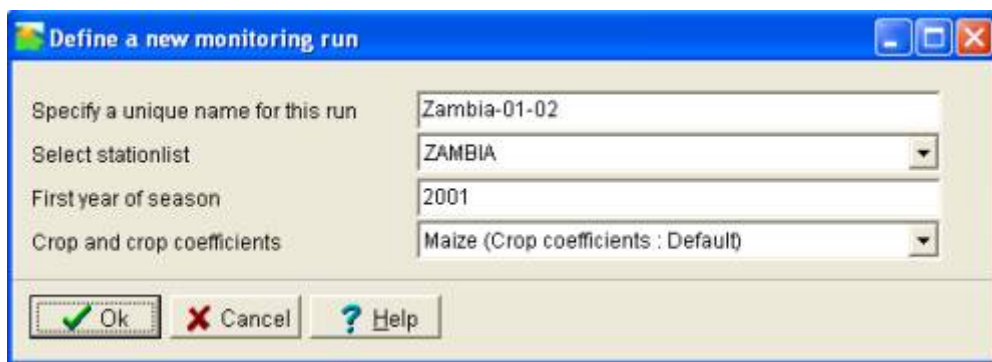 Define a new monitoring run
Specify a unique name for this run Zambia-01-02
Select stationlist ZAMBIA
First year of season 2001
Crop and crop coefficients Maize (Crop coefficients : Default)
Ok Cancel ? Help